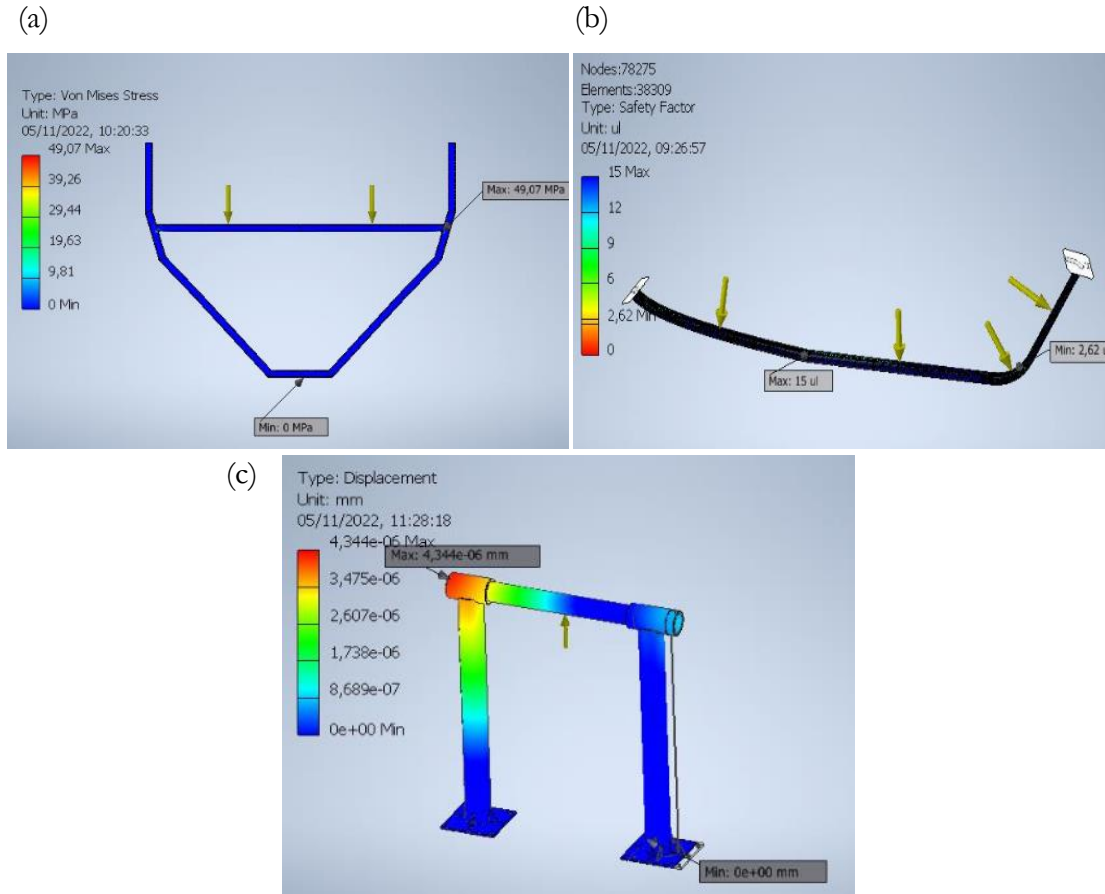 (a)
(b)
Type: Von Mises Stress
Unit: MPa
05/11/2022, 10:20:33
49,07 Max
39,26
29,44
19,63
9,81
0 Min
Max: 49,07 MPa
Min: 0 MPa
Nodes:78275
Elements:38309
Type: Safety Factor
Unit: ul
05/11/2022, 09:26:57
15 Max
12
9
6
2,62 Min
0
Max: 15 ul
Min: 2,62 u
(c)
Type: Displacement
Unit: mm
05/11/2022, 11:28:18
4,344e-06 Max
Max: 4,344e-06 mm
3,475e-06
2,607e-06
1,738e-06
8,689e-07
0e+00 Min
Min: 0e+00 mm